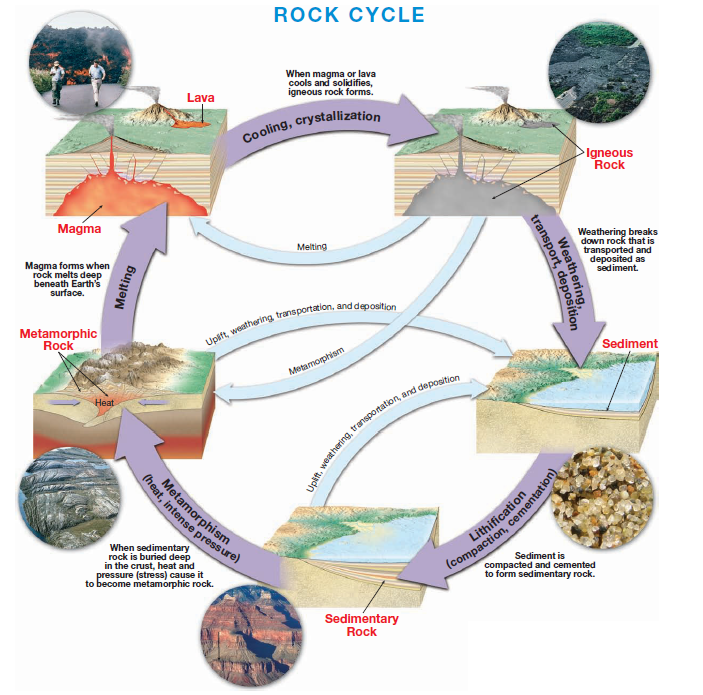 ROCK CYCLE
When magma or lava
cools and solidifies,
igneous rock forms.
Lava
Cooling, crystallization
Igneous
Rock
Magma
Melting
Weathering,
transport, deposition
Weathering breaks
down rock that is
transported and
deposited as
sediment.
Magma forms when
rock melts deep
beneath Earth's
surface.
Melting
Uplift, weathering, transportation, and deposition
Metamorphic
Rock
Metamorphism
Sediment
Heat
Uplift, weathering, transportation, and deposition
Metamorphism
(heat, intense pressure)
Lithification
(compaction, cementation)
When sedimentary
rock is buried deep
in the crust, heat and
pressure (stress) cause it
to become metamorphic rock.
Sediment is
compacted and cemented
to form sedimentary rock.
Sedimentary
Rock